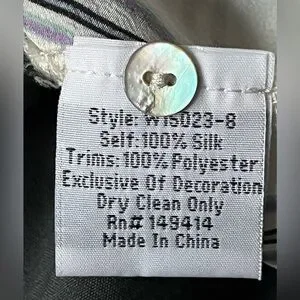 Style: W1S023-8
Self: 100% Silk
Trims: 100% Polyester
Exclusive Of Decoration
Dry Clean Only
Rn# 149414
Made In China